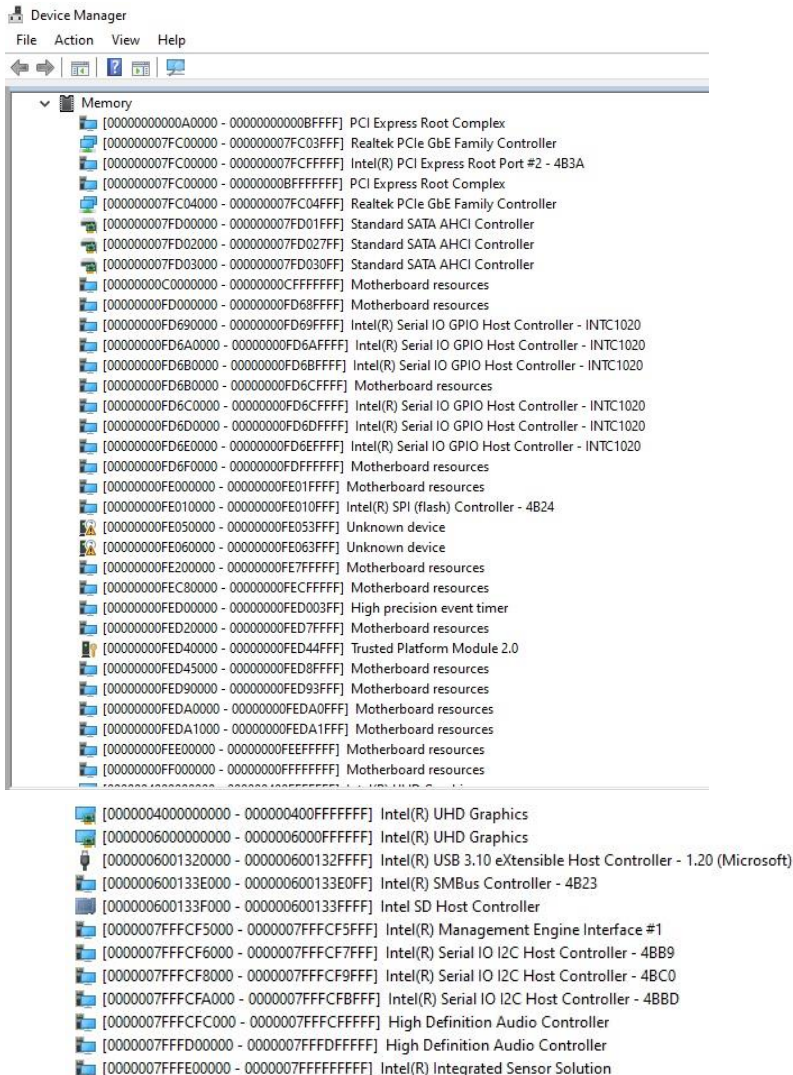 Device Manager
File Action View Help
Memory
[00000000000A0000 - 00000000000BFFFF] PCI Express Root Complex
[000000007FC00000 - 000000007FC03FFF] Realtek PCIe GbE Family Controller
[000000007FC00000 - 000000007FCFFFFF] Intel(R) PCI Express Root Port #2 - 4B3A
[000000007FC00000 - 00000000BFFFFFFF] PCI Express Root Complex
[000000007FC04000 - 000000007FC04FFF] Realtek PCIe GbE Family Controller
[000000007FD00000 - 000000007FD01FFF] Standard SATA AHCI Controller
[000000007FD02000 - 000000007FD027FF] Standard SATA AHCI Controller
[000000007FD03000 - 000000007FD030FF] Standard SATA AHCI Controller
[00000000C0000000 - 00000000CFFFFFFF] Motherboard resources
[00000000FD000000 - 00000000FD68FFFF] Motherboard resources
[00000000FD690000 - 00000000FD69FFFF] Intel(R) Serial IO GPIO Host Controller - INTC1020
[00000000FD6A0000 - 00000000FD6AFFFF] Intel(R) Serial IO GPIO Host Controller - INTC1020
[00000000FD6B0000 - 00000000FD6BFFFF] Intel(R) Serial IO GPIO Host Controller - INTC1020
[00000000FD6B0000 - 00000000FD6CFFFF] Motherboard resources
[00000000FD6C0000 - 00000000FD6CFFFF] Intel(R) Serial IO GPIO Host Controller - INTC1020
[00000000FD6D0000 - 00000000FD6DFFFF] Intel(R) Serial IO GPIO Host Controller - INTC1020
[00000000FD6E0000 - 00000000FD6EFFFF] Intel(R) Serial IO GPIO Host Controller - INTC1020
[00000000FD6F0000 - 00000000FDFFFFFF] Motherboard resources
[00000000FE000000 - 00000000FE01FFFF] Motherboard resources
[00000000FE010000 - 00000000FE010FFF] Intel(R) SPI (flash) Controller - 4B24
[00000000FE050000 - 00000000FE053FFF] Unknown device
[00000000FE060000 - 00000000FE063FFF] Unknown device
[00000000FE200000 - 00000000FE7FFFFF] Motherboard resources
[00000000FEC80000 - 00000000FECFFFFF] Motherboard resources
[00000000FED00000 - 00000000FED003FF] High precision event timer
[00000000FED20000 - 00000000FED7FFFF] Motherboard resources
[00000000FED40000 - 00000000FED44FFF] Trusted Platform Module 2.0
[00000000FED45000 - 00000000FED8FFFF] Motherboard resources
[00000000FED90000 - 00000000FED93FFF] Motherboard resources
[00000000FEDA0000 - 00000000FEDA0FFF] Motherboard resources
[00000000FEDA1000 - 00000000FEDA1FFF] Motherboard resources
[00000000FEE00000 - 00000000FEEFFFFF] Motherboard resources
[00000000FF000000 - 00000000FFFFFFFF] Motherboard resources
[0000004000000000 - 000000400FFFFFFF] Intel(R) UHD Graphics
[0000006000000000 - 0000006000FFFFFF] Intel(R) UHD Graphics
[0000006001320000 - 000000600132FFFF] Intel(R) USB 3.10 eXtensible Host Controller - 1.20 (Microsoft)
[000000600133E000 - 000000600133E0FF] Intel(R) SMBus Controller - 4B23
[000000600133F000 - 000000600133FFFF] Intel SD Host Controller
[0000007FFFCF5000 - 0000007FFFCF5FFF] Intel(R) Management Engine Interface #1
[0000007FFFCF6000 - 0000007FFFCF7FFF] Intel(R) Serial IO I2C Host Controller - 4BB9
[0000007FFFCF8000 - 0000007FFFCF9FFF] Intel(R) Serial IO I2C Host Controller - 4BC0
[0000007FFFCFA000 - 0000007FFFCFBFFF] Intel(R) Serial IO I2C Host Controller - 4BBD
[0000007FFFCFC000 - 0000007FFFCFFFFF] High Definition Audio Controller
[0000007FFFD00000 - 0000007FFFDFFFFF] High Definition Audio Controller
[0000007FFFE00000 - 0000007FFFFFFFFF] Intel(R) Integrated Sensor Solution